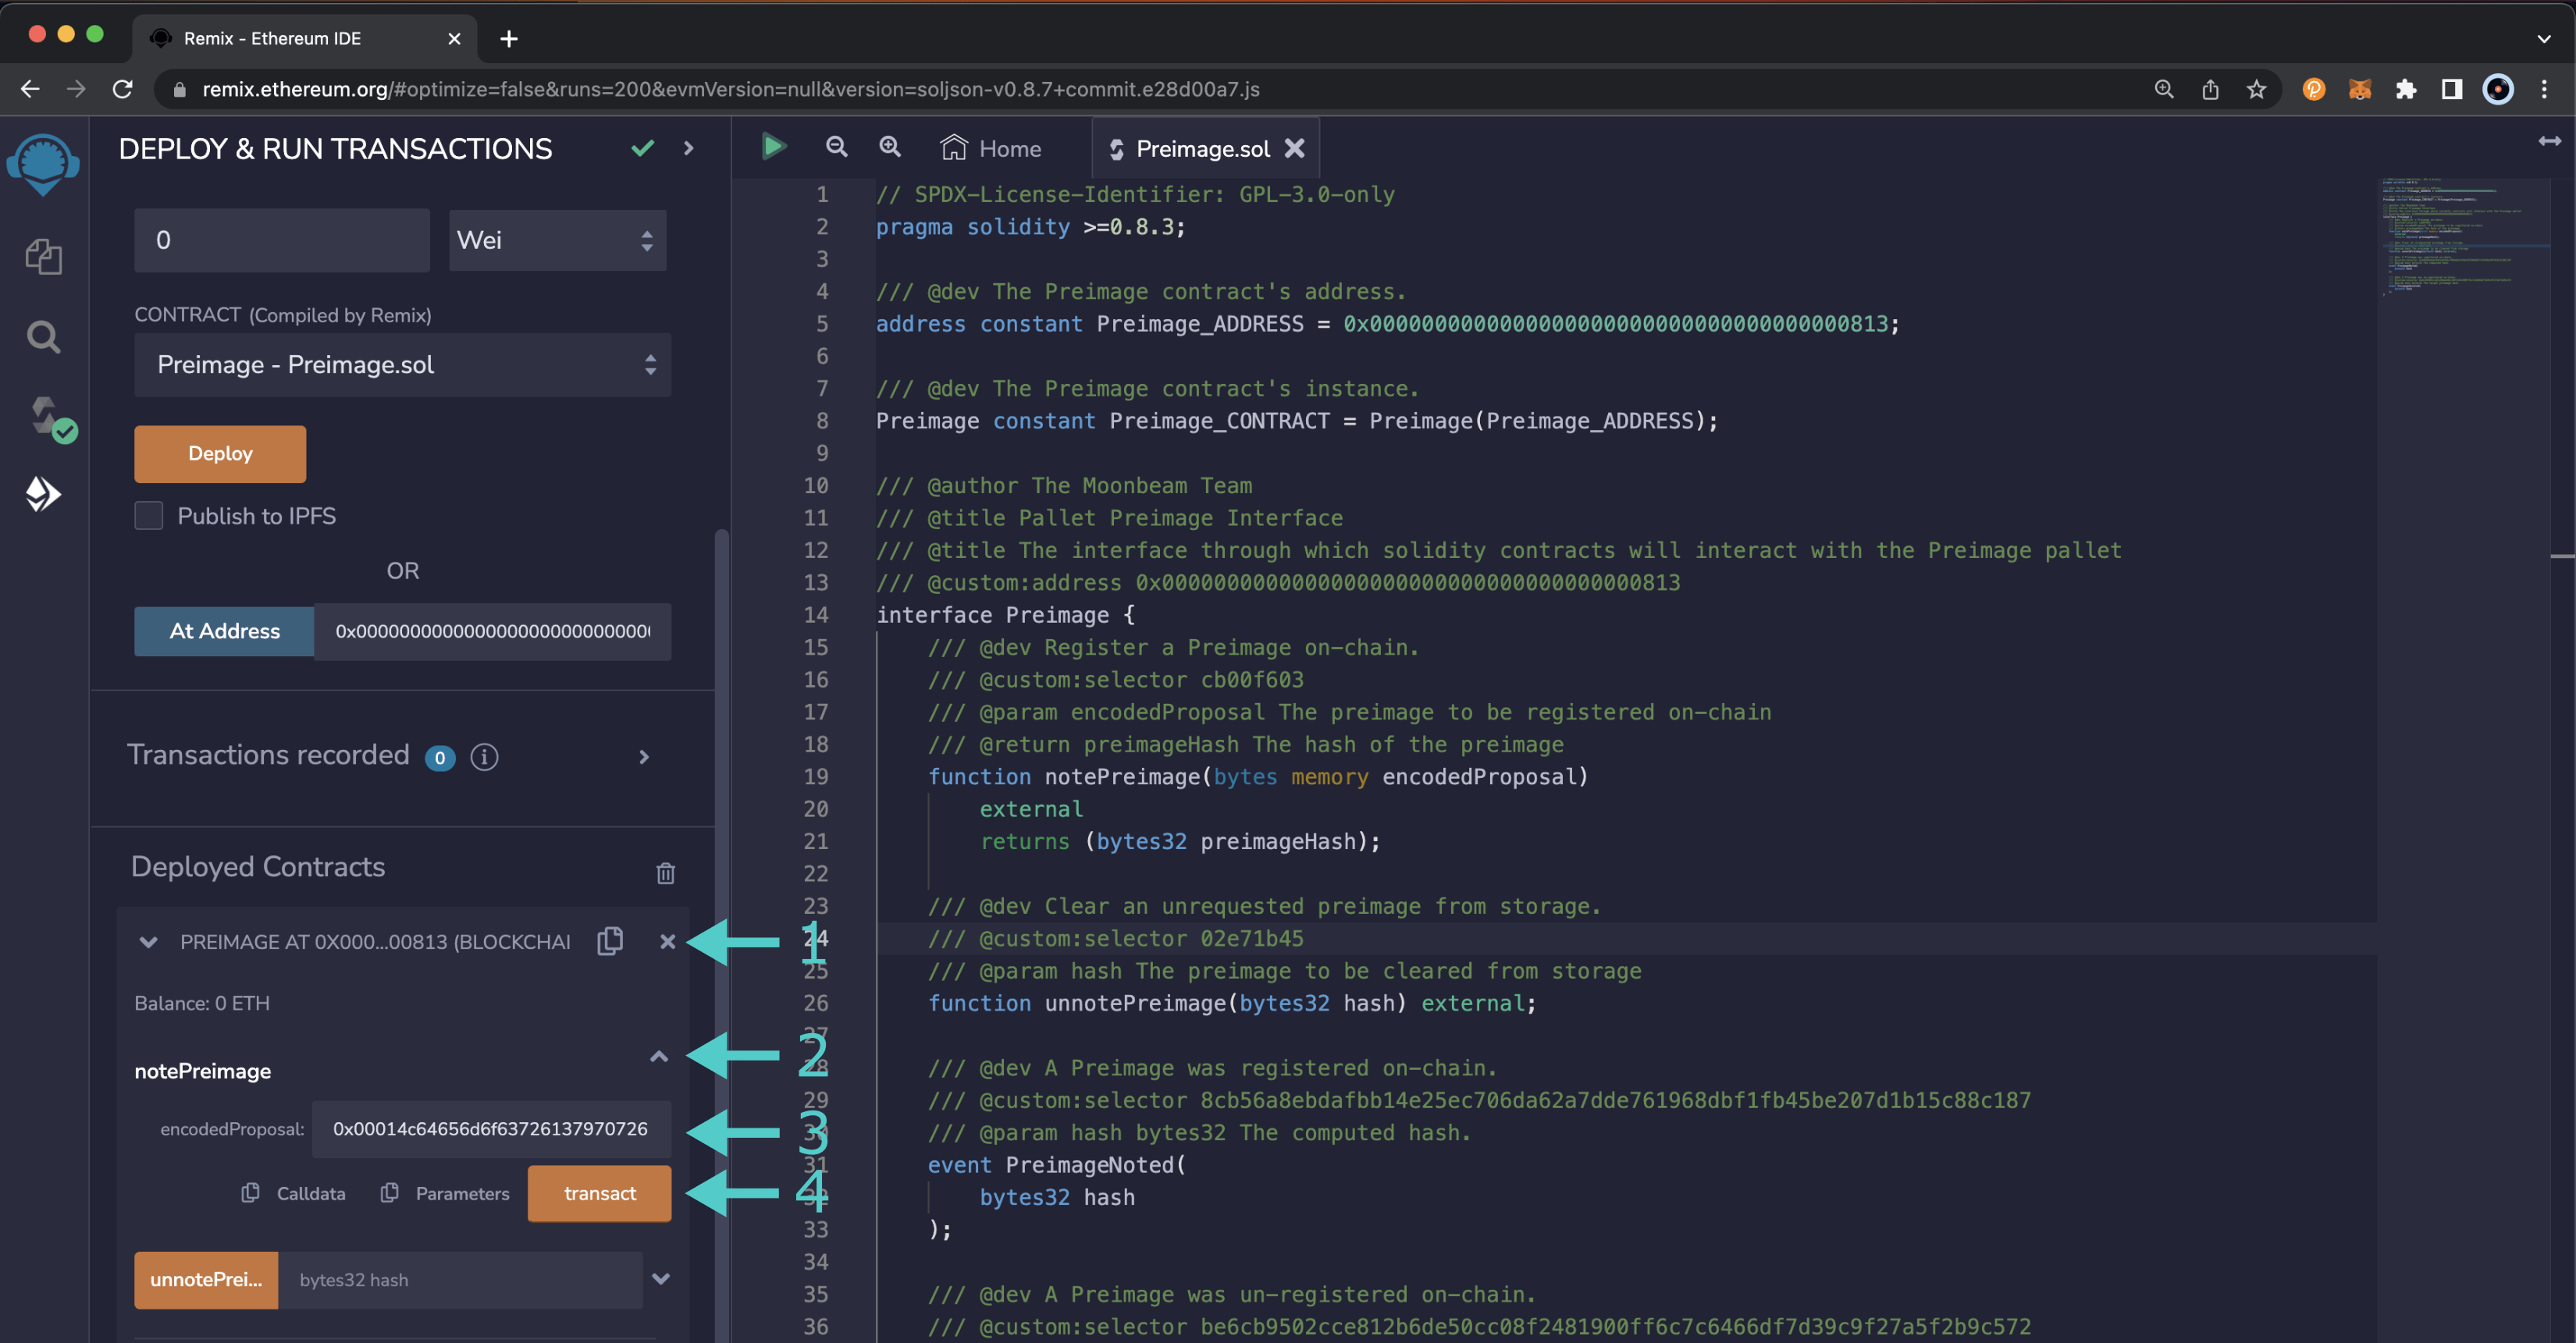 Remix - Ethereum IDE
remix.ethereum.org/#optimize=false&runs=200&evmVersion=null&version=soljson-v0.8.7+commit.e28d00a7.js
DEPLOY & RUN TRANSACTIONS
0
Wei
CONTRACT (Compiled by Remix)
Preimage - Preimage.sol
Deploy
Publish to IPFS
OR
At Address
Transactions recorded 0 i
Deployed Contracts
PREIMAGE AT 0X000...00813 (BLOCKCHAI
1
Balance: 0 ETH
2
notePreimage
encodedProposal: 0x00014c64656d6f63726137970726
3
Calldata Parameters transact
4
unnotePrei... bytes32 hash
Home
Preimage.sol
1 // SPDX-License-Identifier: GPL-3.0-only
2 pragma solidity >=0.8.3;
3
4 /// @dev The Preimage contract's address.
5 address constant Preimage_ADDRESS = 0x0000000000000000000000000000000000000813;
6
7 /// @dev The Preimage contract's instance.
8 Preimage constant Preimage_CONTRACT = Preimage(Preimage_ADDRESS);
9
10 /// @author The Moonbeam Team
11 /// @title Pallet Preimage Interface
12 /// @title The interface through which solidity contracts will interact with the Preimage pallet
13 /// @custom:address 0x0000000000000000000000000000000000000813
14 interface Preimage {
15 /// @dev Register a Preimage on-chain.
16 /// @custom:selector cb00f603
17 /// @param encodedProposal The preimage to be registered on-chain
18 /// @return preimageHash The hash of the preimage
19 function notePreimage(bytes memory encodedProposal)
20 external
21 returns (bytes32 preimageHash);
22
23 /// @dev Clear an unrequested preimage from storage.
24 /// @custom:selector 02e71b45
25 /// @param hash The preimage to be cleared from storage
26 function unnotePreimage(bytes32 hash) external;
27
28 /// @dev A Preimage was registered on-chain.
29 /// @custom:selector 8cb56a8ebdafbb14e25ec706da62a7dde761968dbf1fb45be207d1b15c88c187
30 /// @param hash bytes32 The computed hash.
31 event PreimageNoted(
32 bytes32 hash
33 );
34
35 /// @dev A Preimage was un-registered on-chain.
36 /// @custom:selector be6cb9502cce812b6de50cc08f2481900ff6c7c6466df7d39c9f27a5f2b9c572